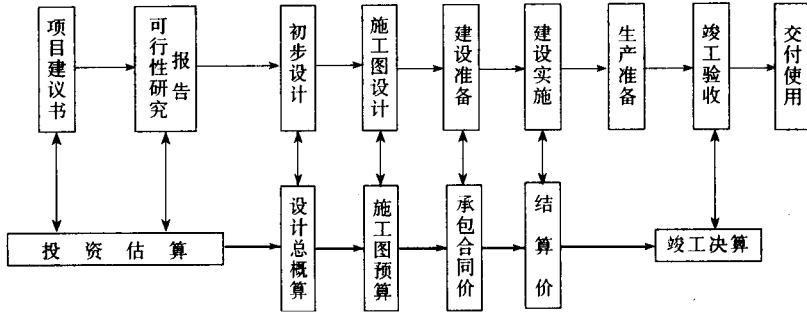 项目建议书
可行性研究
报告
初步设计
施工图设计
建设准备
建设实施
生产准备
竣工验收
交付使用
投资估算
设计总概算
施工图预算
承包合同价
结算价
竣工决算